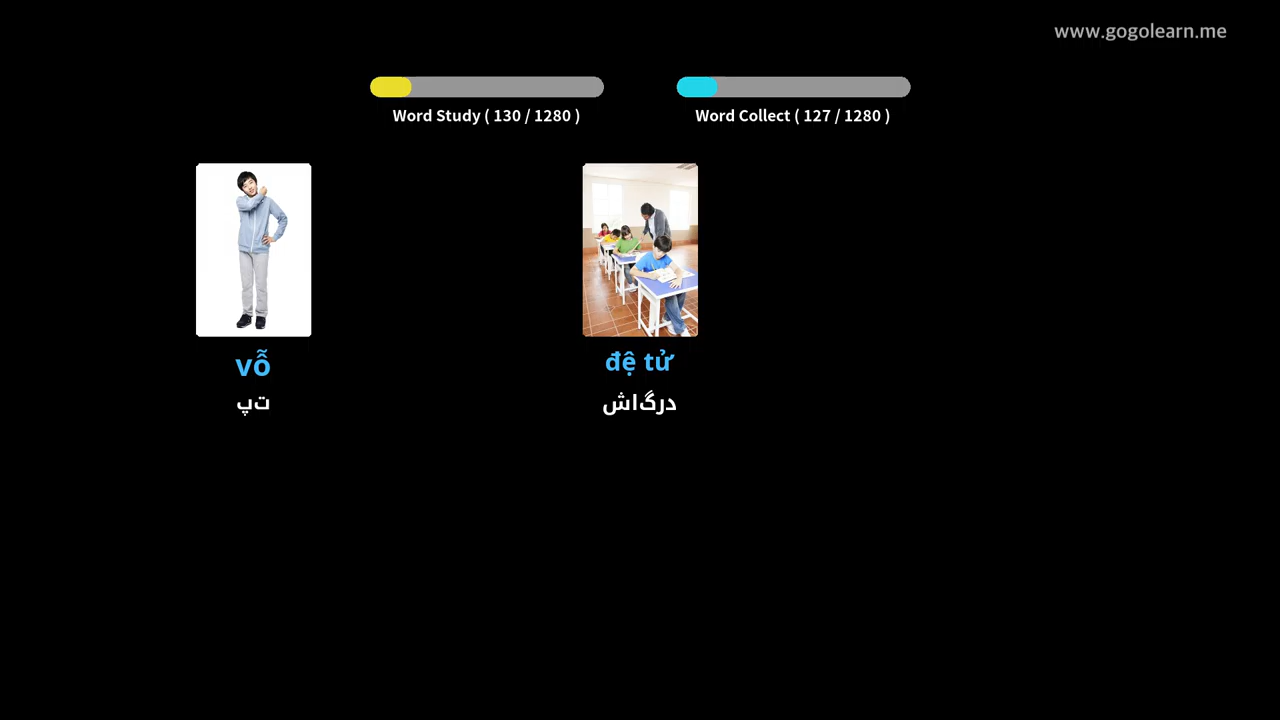 www.gogolearn.me
Word Study ( 130 / 1280 )
Word Collect ( 127 / 1280 )
vỗ
تپ
đệ tử
درگاش